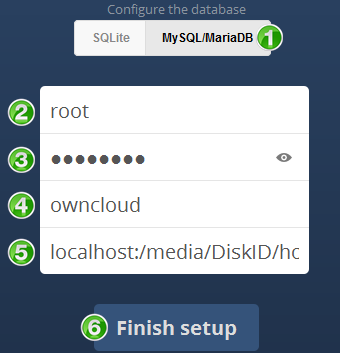 Configure the database
SQLite MySQL/MariaDB 1
2 root
3 ●●●●●●●●
4 owncloud
5 localhost:/media/DiskID/hc
6 Finish setup